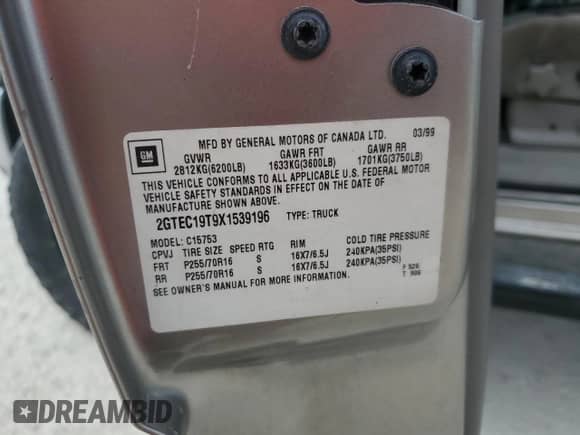 MFD BY GENERAL MOTORS OF CANADA LTD. 03/99
GM
GVWR GAWR FRT GAWR RR
2812KG(6200LB) 1633KG(3600LB) 1701KG(3750LB)
THIS VEHICLE CONFORMS TO ALL APPLICABLE U.S. FEDERAL MOTOR
VEHICLE SAFETY STANDARDS IN EFFECT ON THE DATE OF
MANUFACTURE SHOWN ABOVE.
2GTEC19T9X1539196 TYPE: TRUCK
MODEL: C15753
CPVJ TIRE SIZE SPEED RTG RIM COLD TIRE PRESSURE
FRT P255/70R16 S 16X7/6.5J 240KPA(35PSI)
RR P255/70R16 S 16X7/6.5J 240KPA(35PSI)
SEE OWNER'S MANUAL FOR MORE INFORMATION.
DREAMBID